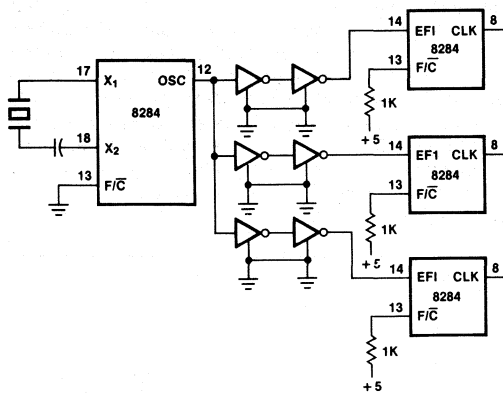 17 X1 OSC 12
8284
18 X2
13 F/C̅
14 EFI CLK 8
8284
13 F/C̅
1K
+5
14 EF1 CLK 8
8284
13 F/C̅
1K
+5
14 EFI CLK 8
8284
13 F/C̅
1K
+5